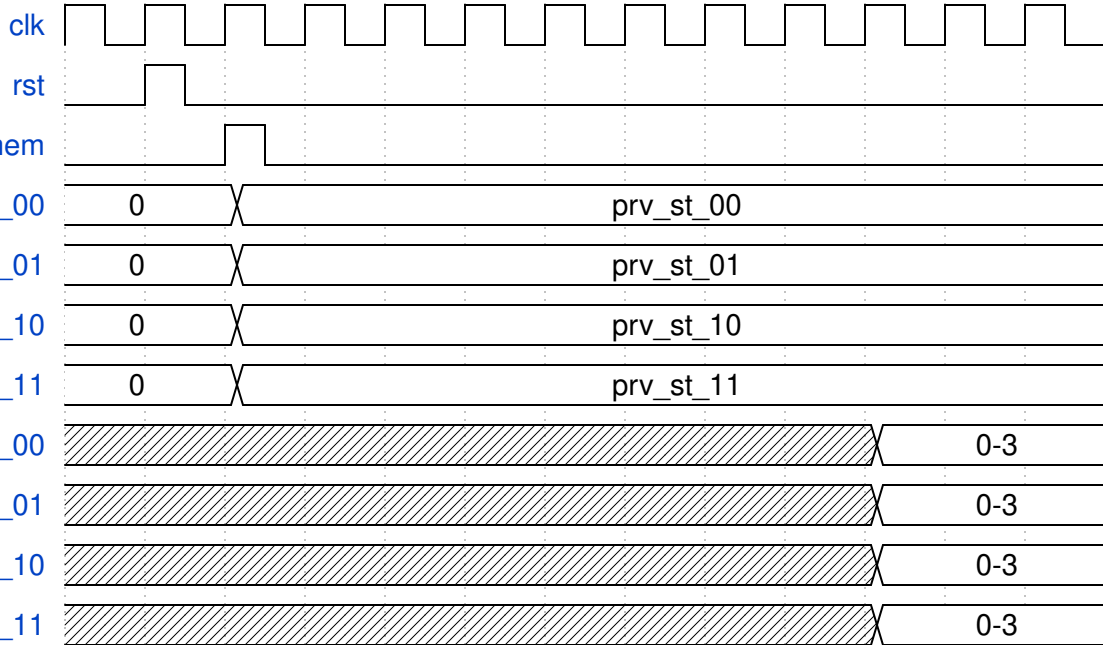 clk
rst
nem
_00 0 prv_st_00
_01 0 prv_st_01
_10 0 prv_st_10
_11 0 prv_st_11
_00 0-3
_01 0-3
_10 0-3
_11 0-3